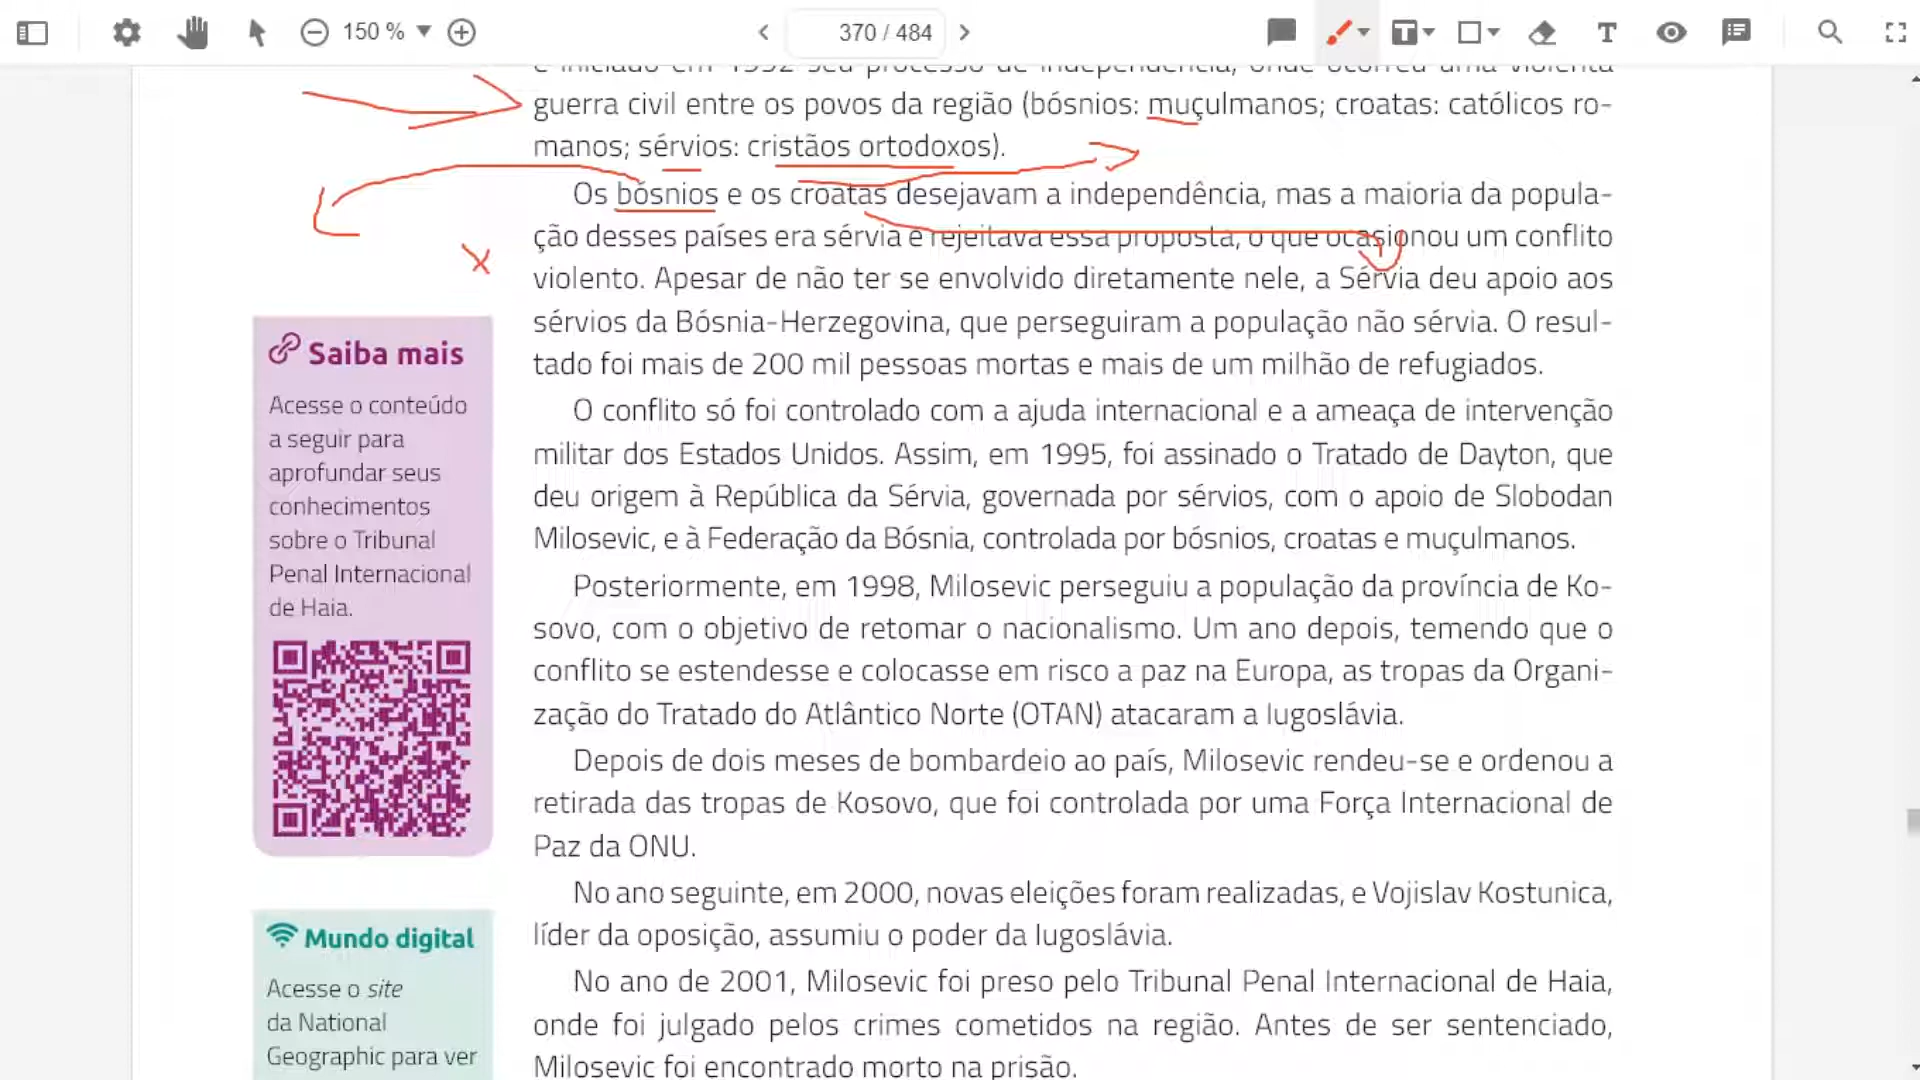 150 %
370 / 484
e iniciado em 1992 seu processo de independência, onde ocorreu uma violenta
guerra civil entre os povos da região (bósnios: muçulmanos; croatas: católicos ro-
manos; sérvios: cristãos ortodoxos).
Os bósnios e os croatas desejavam a independência, mas a maioria da popula-
ção desses países era sérvia e rejeitava essa proposta, o que ocasionou um conflito
violento. Apesar de não ter se envolvido diretamente nele, a Sérvia deu apoio aos
sérvios da Bósnia-Herzegovina, que perseguiram a população não sérvia. O resul-
tado foi mais de 200 mil pessoas mortas e mais de um milhão de refugiados.
O conflito só foi controlado com a ajuda internacional e a ameaça de intervenção
militar dos Estados Unidos. Assim, em 1995, foi assinado o Tratado de Dayton, que
deu origem à República da Sérvia, governada por sérvios, com o apoio de Slobodan
Milosevic, e à Federação da Bósnia, controlada por bósnios, croatas e muçulmanos.
Posteriormente, em 1998, Milosevic perseguiu a população da província de Ko-
sovo, com o objetivo de retomar o nacionalismo. Um ano depois, temendo que o
conflito se estendesse e colocasse em risco a paz na Europa, as tropas da Organi-
zação do Tratado do Atlântico Norte (OTAN) atacaram a Iugoslávia.
Depois de dois meses de bombardeio ao país, Milosevic rendeu-se e ordenou a
retirada das tropas de Kosovo, que foi controlada por uma Força Internacional de
Paz da ONU.
No ano seguinte, em 2000, novas eleições foram realizadas, e Vojislav Kostunica,
líder da oposição, assumiu o poder da Iugoslávia.
No ano de 2001, Milosevic foi preso pelo Tribunal Penal Internacional de Haia,
onde foi julgado pelos crimes cometidos na região. Antes de ser sentenciado,
Milosevic foi encontrado morto na prisão.
Saiba mais
Acesse o conteúdo
a seguir para
aprofundar seus
conhecimentos
sobre o Tribunal
Penal Internacional
de Haia.
Mundo digital
Acesse o site
da National
Geographic para ver